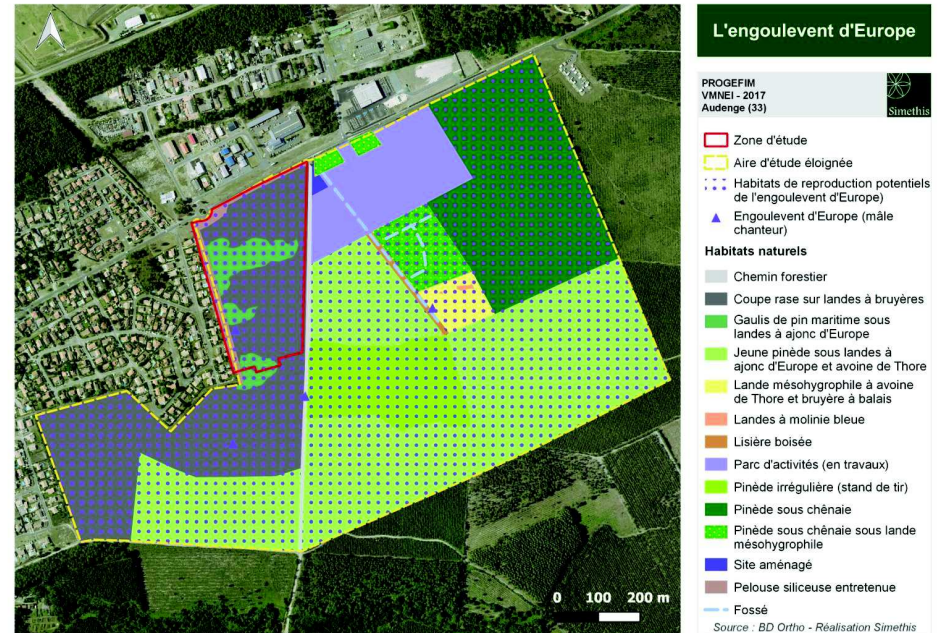 L'engoulevent d'Europe
PROGEFIM
VMNEI - 2017
Audenge (33)
Simethis
Zone d'étude
Aire d'étude éloignée
Habitats de reproduction potentiels
de l'engoulevent d'Europe)
Engoulevent d'Europe (mâle
chanteur)
Habitats naturels
Chemin forestier
Coupe rase sur landes à bruyères
Gaulis de pin maritime sous
landes à ajonc d'Europe
Jeune pinède sous landes à
ajonc d'Europe et avoine de Thore
Lande mésohygrophile à avoine
de Thore et bruyère à balais
Landes à molinie bleue
Lisière boisée
Parc d'activités (en travaux)
Pinède irrégulière (stand de tir)
Pinède sous chênaie
Pinède sous chênaie sous lande
mésohygrophile
Site aménagé
Pelouse siliceuse entretenue
Fossé
0 100 200 m
Source : BD Ortho - Réalisation Simethis